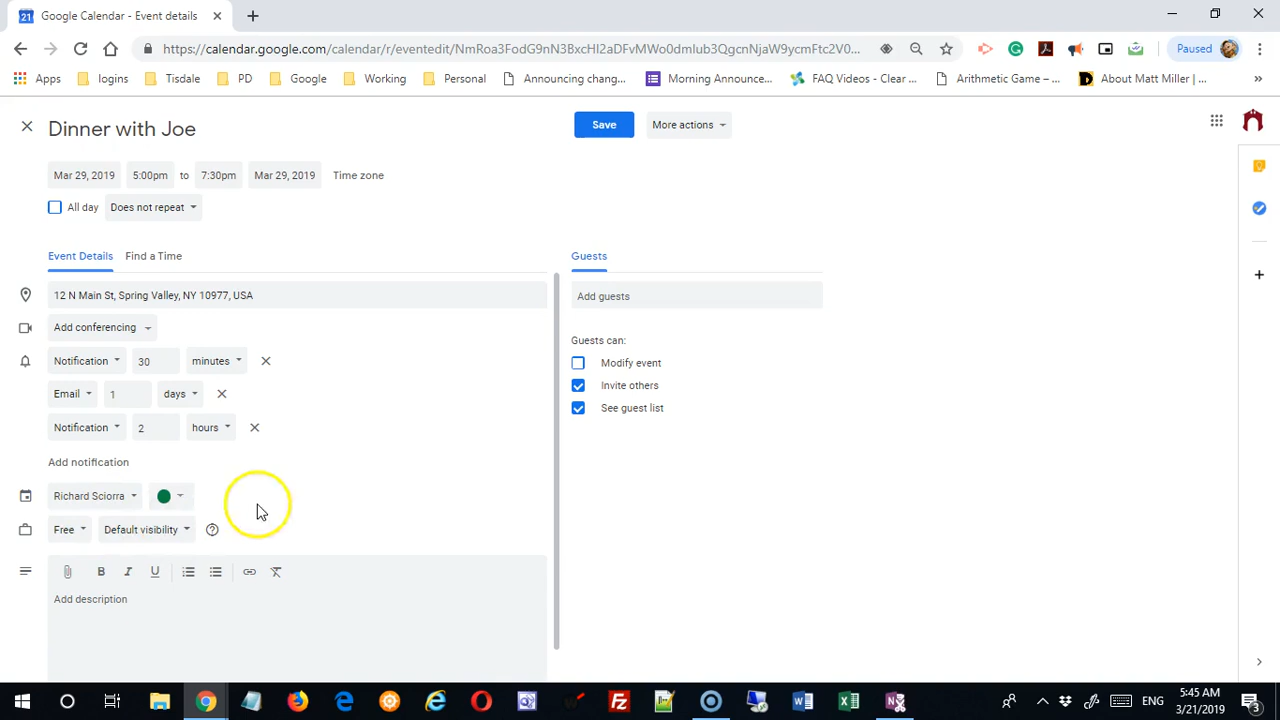 Google Calendar - Event details
https://calendar.google.com/calendar/r/eventedit/
Paused
Apps logins Tisdale PD Google Working Personal Announcing chang... Morning Announce... FAQ Videos - Clear ... Arithmetic Game – ... About Matt Miller | ... »
Dinner with Joe
Save
More actions
Mar 29, 2019 5:00pm to 7:30pm Mar 29, 2019 Time zone
All day Does not repeat
Event Details Find a Time
Guests
12 N Main St, Spring Valley, NY 10977, USA
Add guests
Add conferencing
Guests can:
Notification 30 minutes
Modify event
Invite others
Email 1 days
See guest list
Notification 2 hours
Add notification
Richard Sciorra
Free Default visibility
B I U
Add description
ENG
5:45 AM
3/21/2019
3